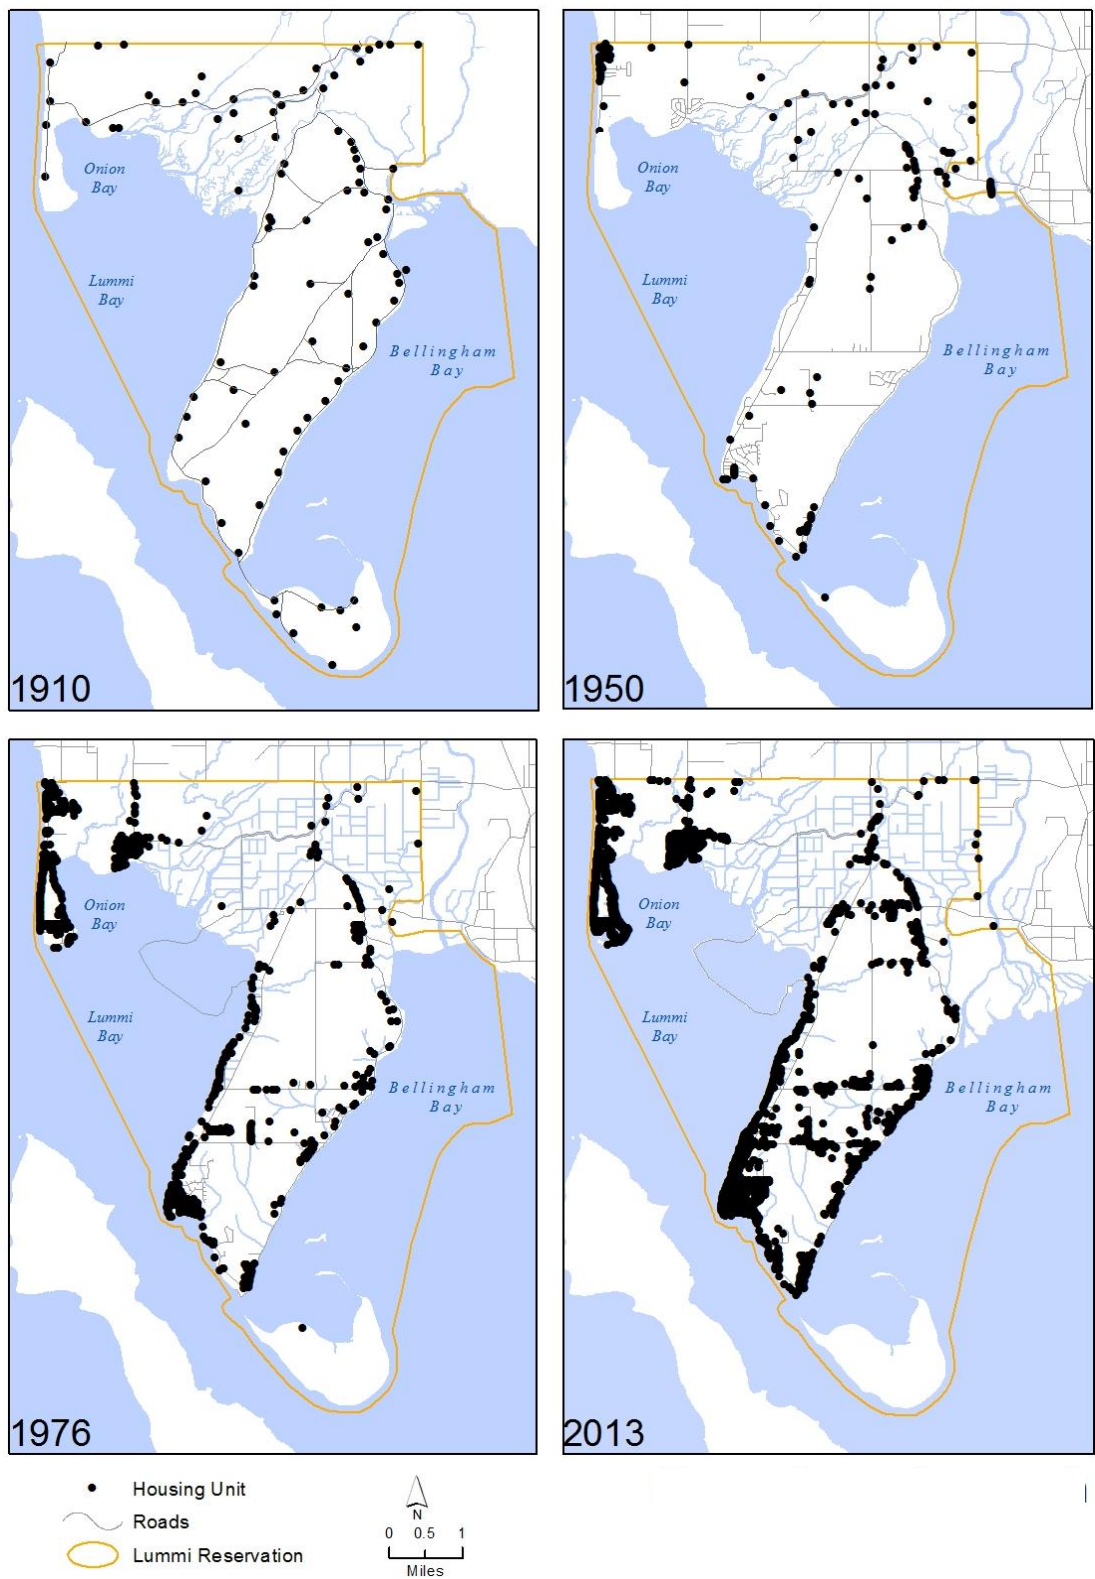 Onion
Bay
Lummi
Bay
Bellingham
Bay
1910
Onion
Bay
Lummi
Bay
Bellingham
Bay
1950
Onion
Bay
Lummi
Bay
Bellingham
Bay
1976
Onion
Bay
Lummi
Bay
Bellingham
Bay
2013
Housing Unit
Roads
Lummi Reservation
N
0 0.5 1
Miles